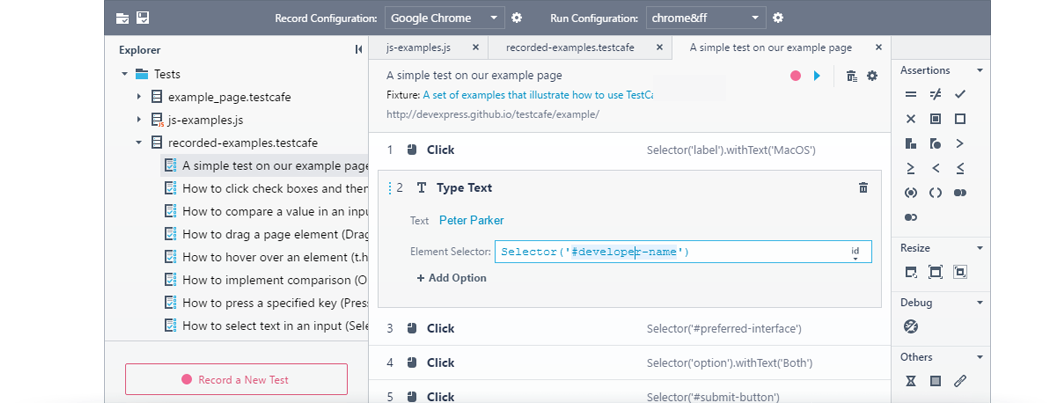 Record Configuration: Google Chrome Run Configuration: chrome&ff
Explorer
Tests
example_page.testcafe
js-examples.js
recorded-examples.testcafe
A simple test on our example page
How to click check boxes and then
How to compare a value in an inpu
How to drag a page element (Drag
How to hover over an element (t.h
How to implement comparison (O
How to press a specified key (Press
How to select text in an input (Sele
Record a New Test
js-examples.js recorded-examples.testcafe A simple test on our example page
A simple test on our example page
Fixture: A set of examples that illustrate how to use TestCa
http://devexpress.github.io/testcafe/example/
1 Click Selector('label').withText('MacOS')
2 Type Text
Text Peter Parker
Element Selector: Selector('#developer-name') id
+ Add Option
3 Click Selector('#preferred-interface')
4 Click Selector('option').withText('Both')
5 Click Selector('#submit-button')
Assertions
Resize
Debug
Others